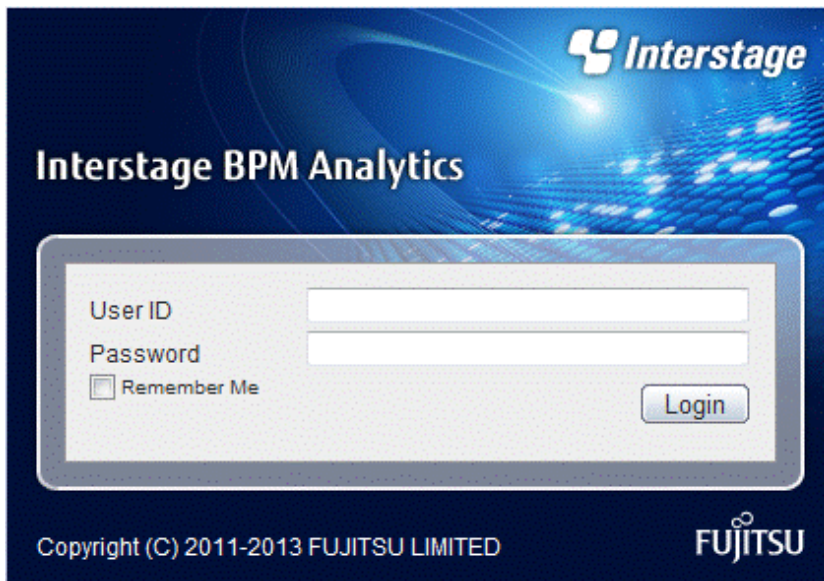 Interstage
Interstage BPM Analytics
User ID
Password
Remember Me
Login
Copyright (C) 2011-2013 FUJITSU LIMITED
FUJITSU